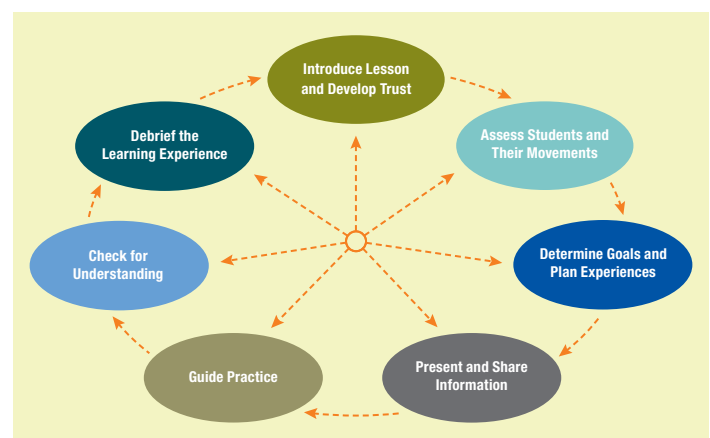 Introduce Lesson
and Develop Trust
Assess Students and
Their Movements
Determine Goals and
Plan Experiences
Present and Share
Information
Guide Practice
Check for
Understanding
Debrief the
Learning Experience